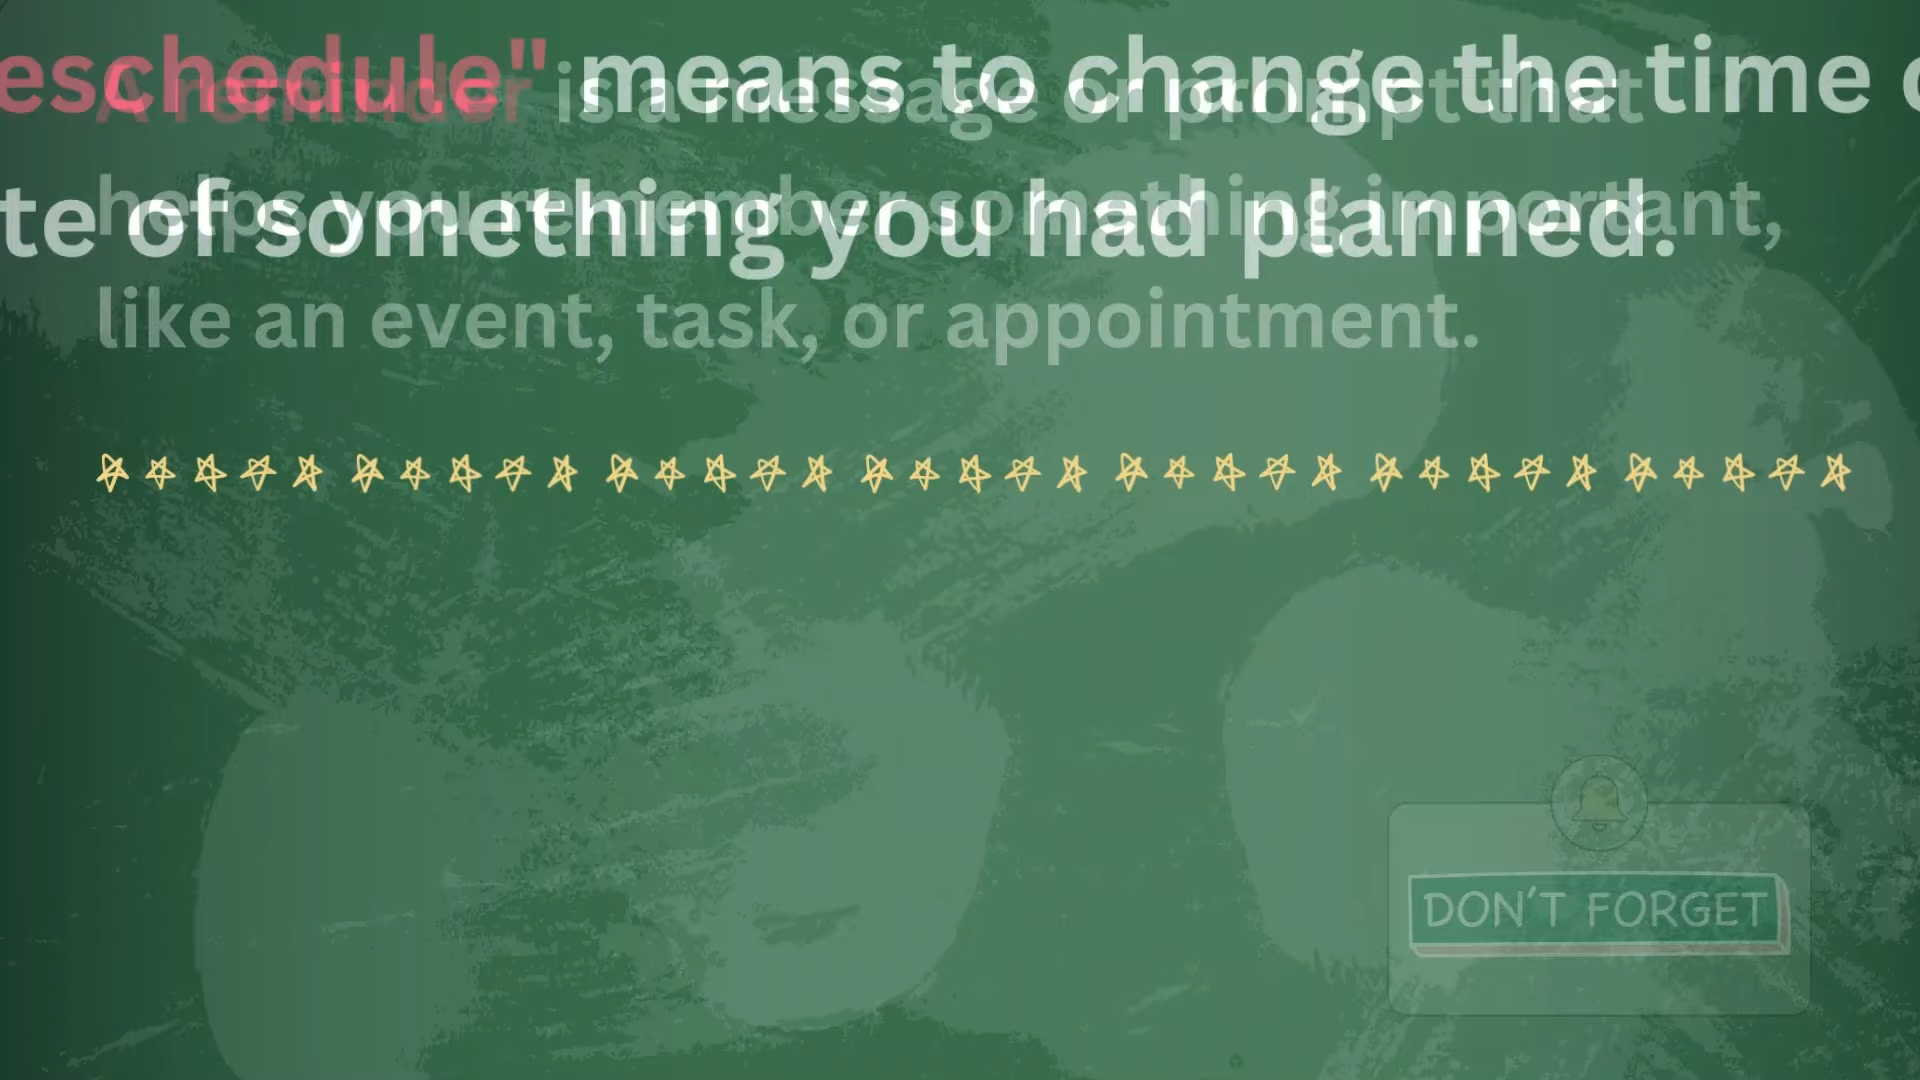 eschedule" means to change the time
te of something you had planned.
A reminder is a message or prompt that
helps you remember something important,
like an event, task, or appointment.
DON'T FORGET